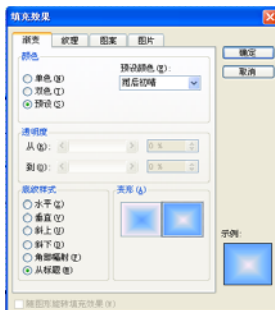 填充效果
渐变 纹理 图案 图片
确定
取消
颜色
单色(N)
双色(T)
预设(S)
预设颜色(E):
雨后初晴
透明度
从(R): 0 %
到(O): 0 %
底纹样式
水平(Z)
垂直(V)
斜上(U)
斜下(D)
角部辐射(F)
从标题(M)
变形(A)
示例:
随图形旋转填充效果(W)